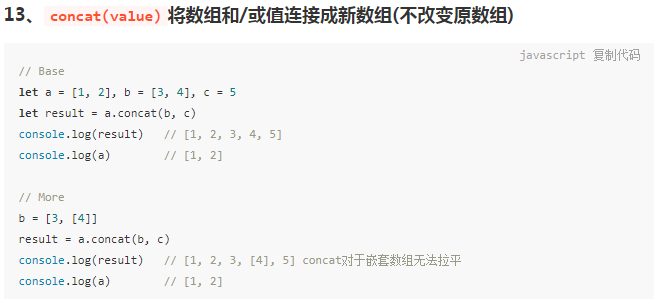 13、 concat(value) 将数组和/或值连接成新数组(不改变原数组)
javascript 复制代码
// Base
let a = [1, 2], b = [3, 4], c = 5
let result = a.concat(b, c)
console.log(result)   // [1, 2, 3, 4, 5]
console.log(a)        // [1, 2]
// More
b = [3, [4]]
result = a.concat(b, c)
console.log(result)   // [1, 2, 3, [4], 5] concat对于嵌套数组无法拉平
console.log(a)        // [1, 2]